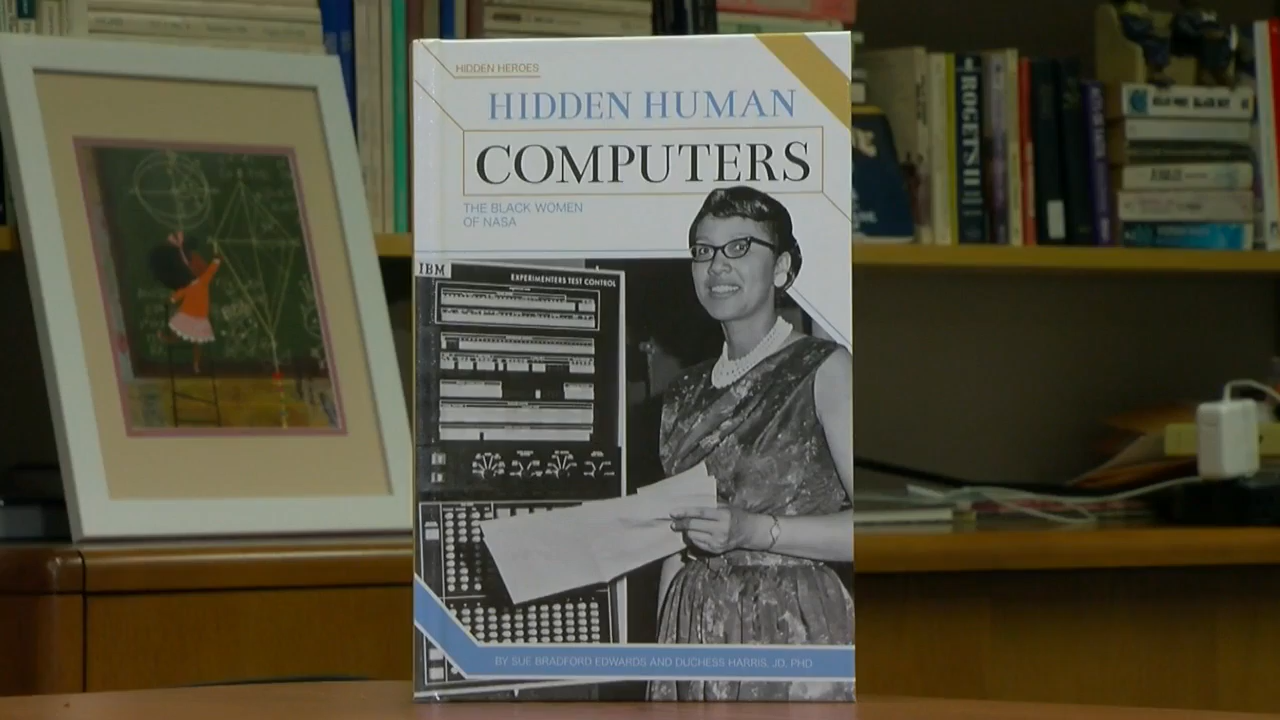 HIDDEN HEROES
HIDDEN HUMAN
COMPUTERS
THE BLACK WOMEN
OF NASA
IBM
EXPERIMENTERS TEST CONTROL
BY SUE BRADFORD EDWARDS AND DUCHESS HARRIS, JD, PHD
ROGET'S II